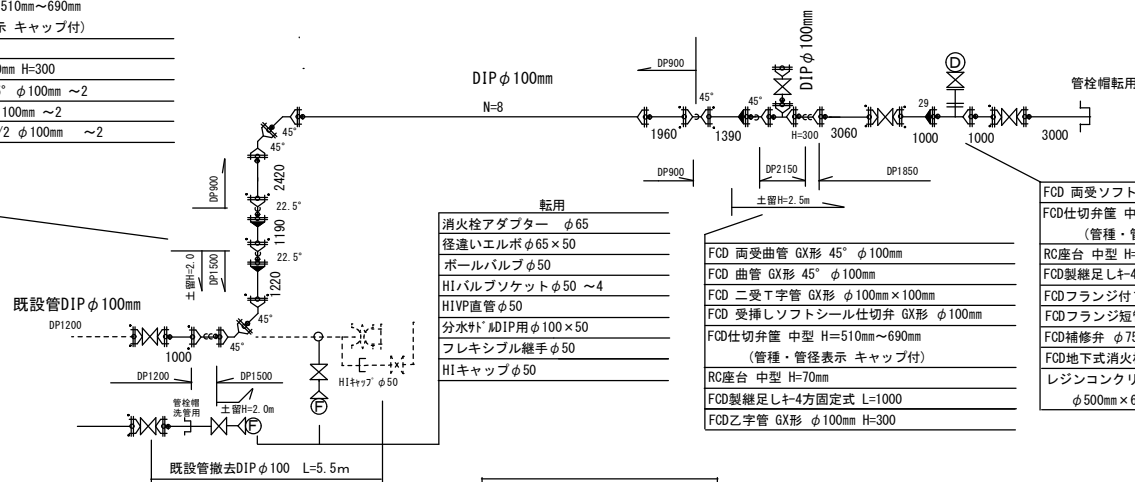 510mm～690mm
示 キャップ付)
0mm H=300
5° φ100mm ～2
100mm ～2
/2 φ100mm ～2
DP900
DIPφ100mm
N=8
45°
45°
1960
45°
1390
45°
H=300
3060
DIPφ100mm
D
29
1000
1000
3000
管栓帽転用
DP900
DP2150
DP1850
土留H=2.5m
DP900
2420
22.5°
1190
22.5°
1220
土留H=2.0
DP1500
45°
既設管DIPφ100mm
DP1200
1000
45°
DP1200
DP1500
土留H=2.0m
管栓帽
洗管用
F
F
HIキャップφ50
既設管撤去DIPφ100 L=5.5m
転用
消火栓アダプター φ65
径違いエルボφ65×50
ボールバルブφ50
HIバルブソケットφ50 ～4
HIVP直管φ50
分水ｻﾄﾞﾙDIP用φ100×50
フレキシブル継手φ50
HIキャップφ50
FCD 両受曲管 GX形 45° φ100mm
FCD 曲管 GX形 45° φ100mm
FCD 二受T字管 GX形 φ100mm×100mm
FCD 受挿しソフトシール仕切弁 GX形 φ100mm
FCD仕切弁筐 中型 H=510mm～690mm
(管種・管径表示 キャップ付)
RC座台 中型 H=70mm
FCD製継足しｷｰ4方固定式 L=1000
FCD乙字管 GX形 φ100mm H=300
FCD 両受ソフト
FCD仕切弁筐 中
(管種・管
RC座台 中型 H=
FCD製継足しｷｰ4
FCDフランジ付
FCDフランジ短管
FCD補修弁 φ75
FCD地下式消火栓
レジンコンクリ
φ500mm×6